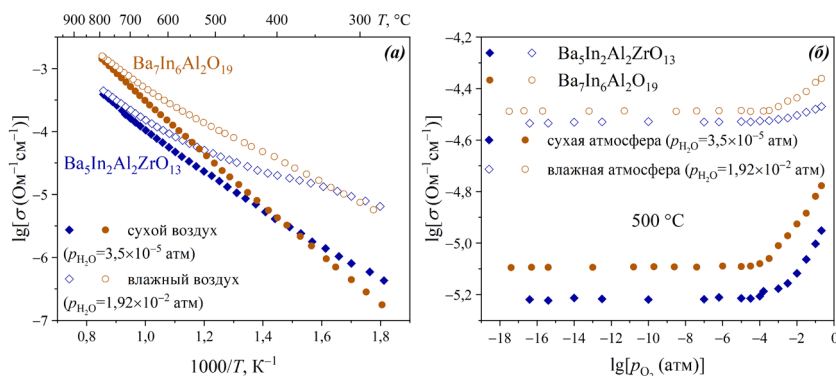 900 800 700 600 500 400 300 T, °C
(а)
Ba₇In₆Al₂O₁₉
Ba₅In₂Al₂ZrO₁₃
сухой воздух
(pH₂O=3,5×10⁻⁵ атм)
влажный воздух
(pH₂O=1,92×10⁻² атм)
lg[σ (Ом⁻¹см⁻¹)]
−3
−4
−5
−6
−7
0,8 1,0 1,2 1,4 1,6 1,8
1000/T, К⁻¹
(б)
Ba₅In₂Al₂ZrO₁₃
Ba₇In₆Al₂O₁₉
сухая атмосфера (pH₂O=3,5×10⁻⁵ атм)
влажная атмосфера (pH₂O=1,92×10⁻² атм)
500 °C
lg[σ (Ом⁻¹см⁻¹)]
−4,2
−4,4
−4,6
−4,8
−5,0
−5,2
−18 −16 −14 −12 −10 −8 −6 −4 −2 0
lg[pO₂ (атм)]